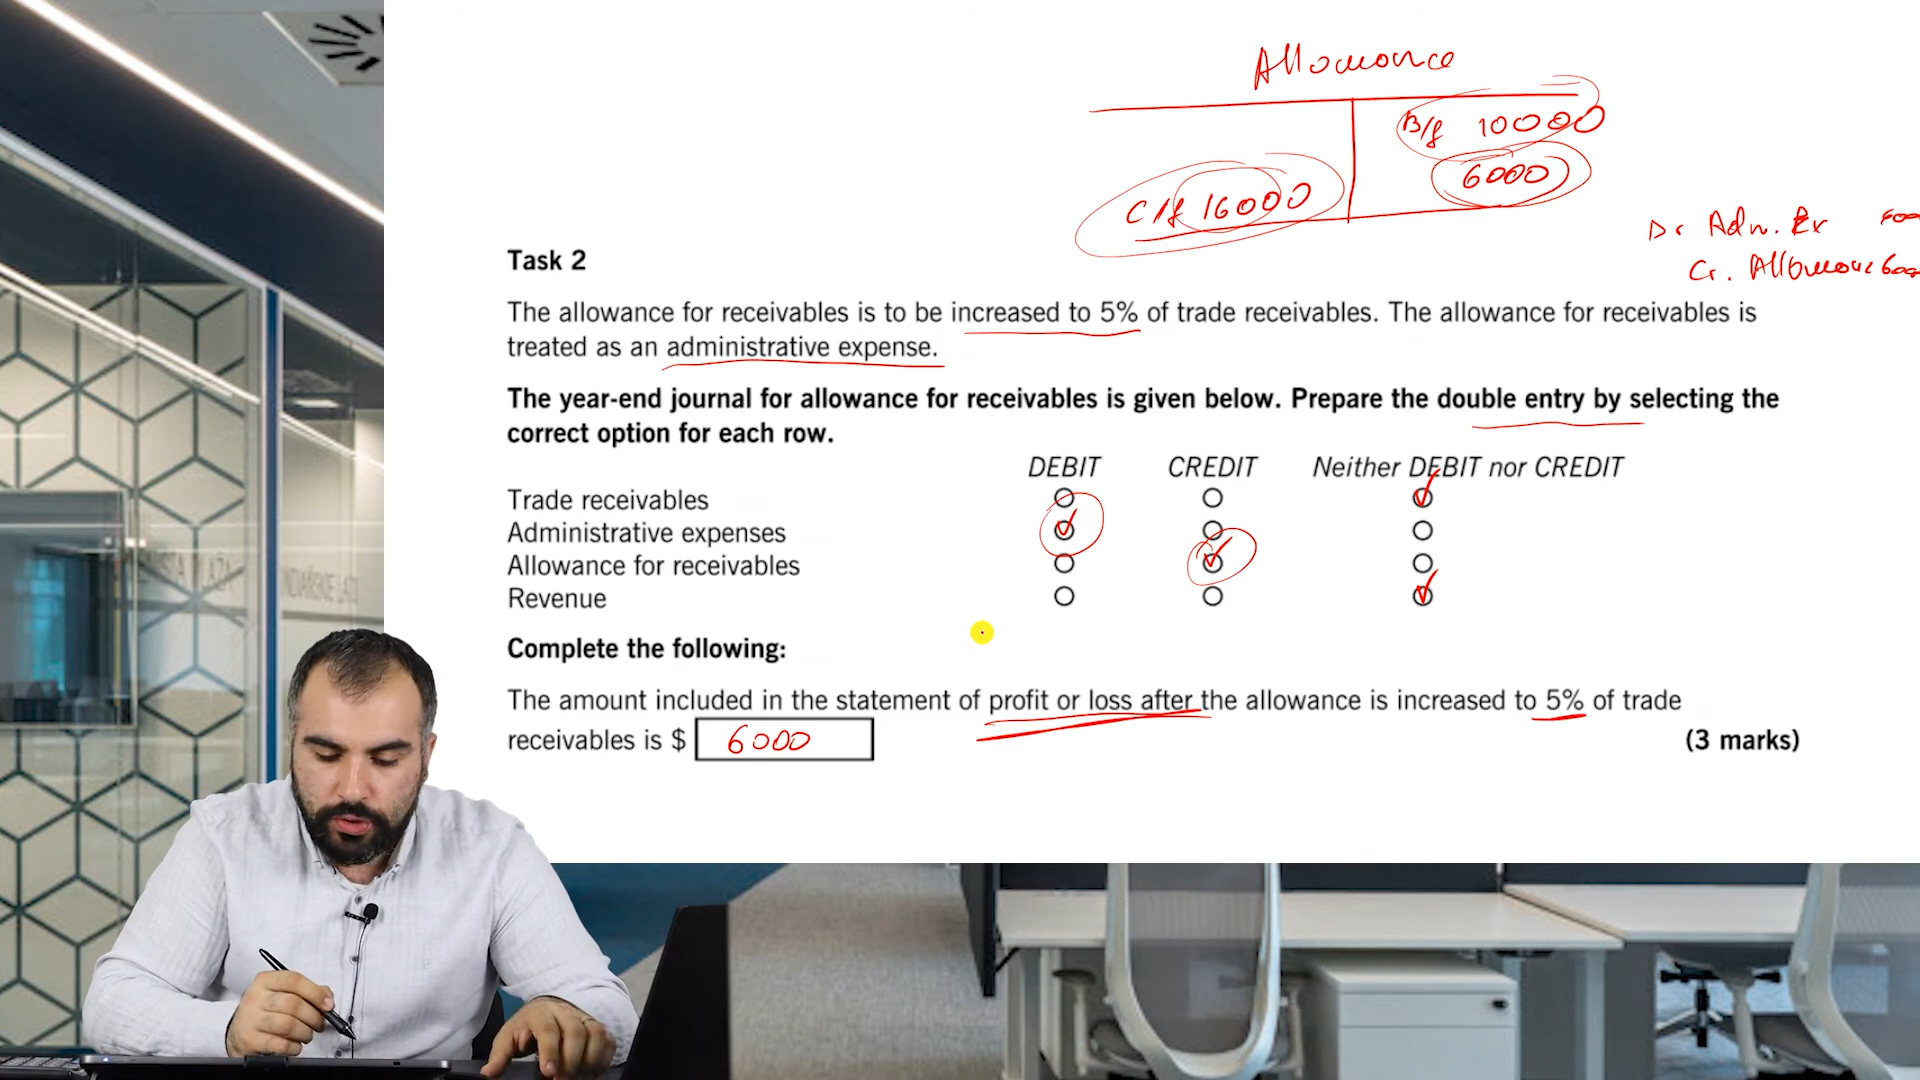 Allowance
B/f 10000
6000
C/f 16000
Dr Adm. Ex
Cr. Allowance 600
Task 2
The allowance for receivables is to be increased to 5% of trade receivables. The allowance for receivables is
treated as an administrative expense.
The year-end journal for allowance for receivables is given below. Prepare the double entry by selecting the
correct option for each row.
DEBIT CREDIT Neither DEBIT nor CREDIT
Trade receivables
Administrative expenses
Allowance for receivables
Revenue
Complete the following:
The amount included in the statement of profit or loss after the allowance is increased to 5% of trade
receivables is $ 6000
(3 marks)